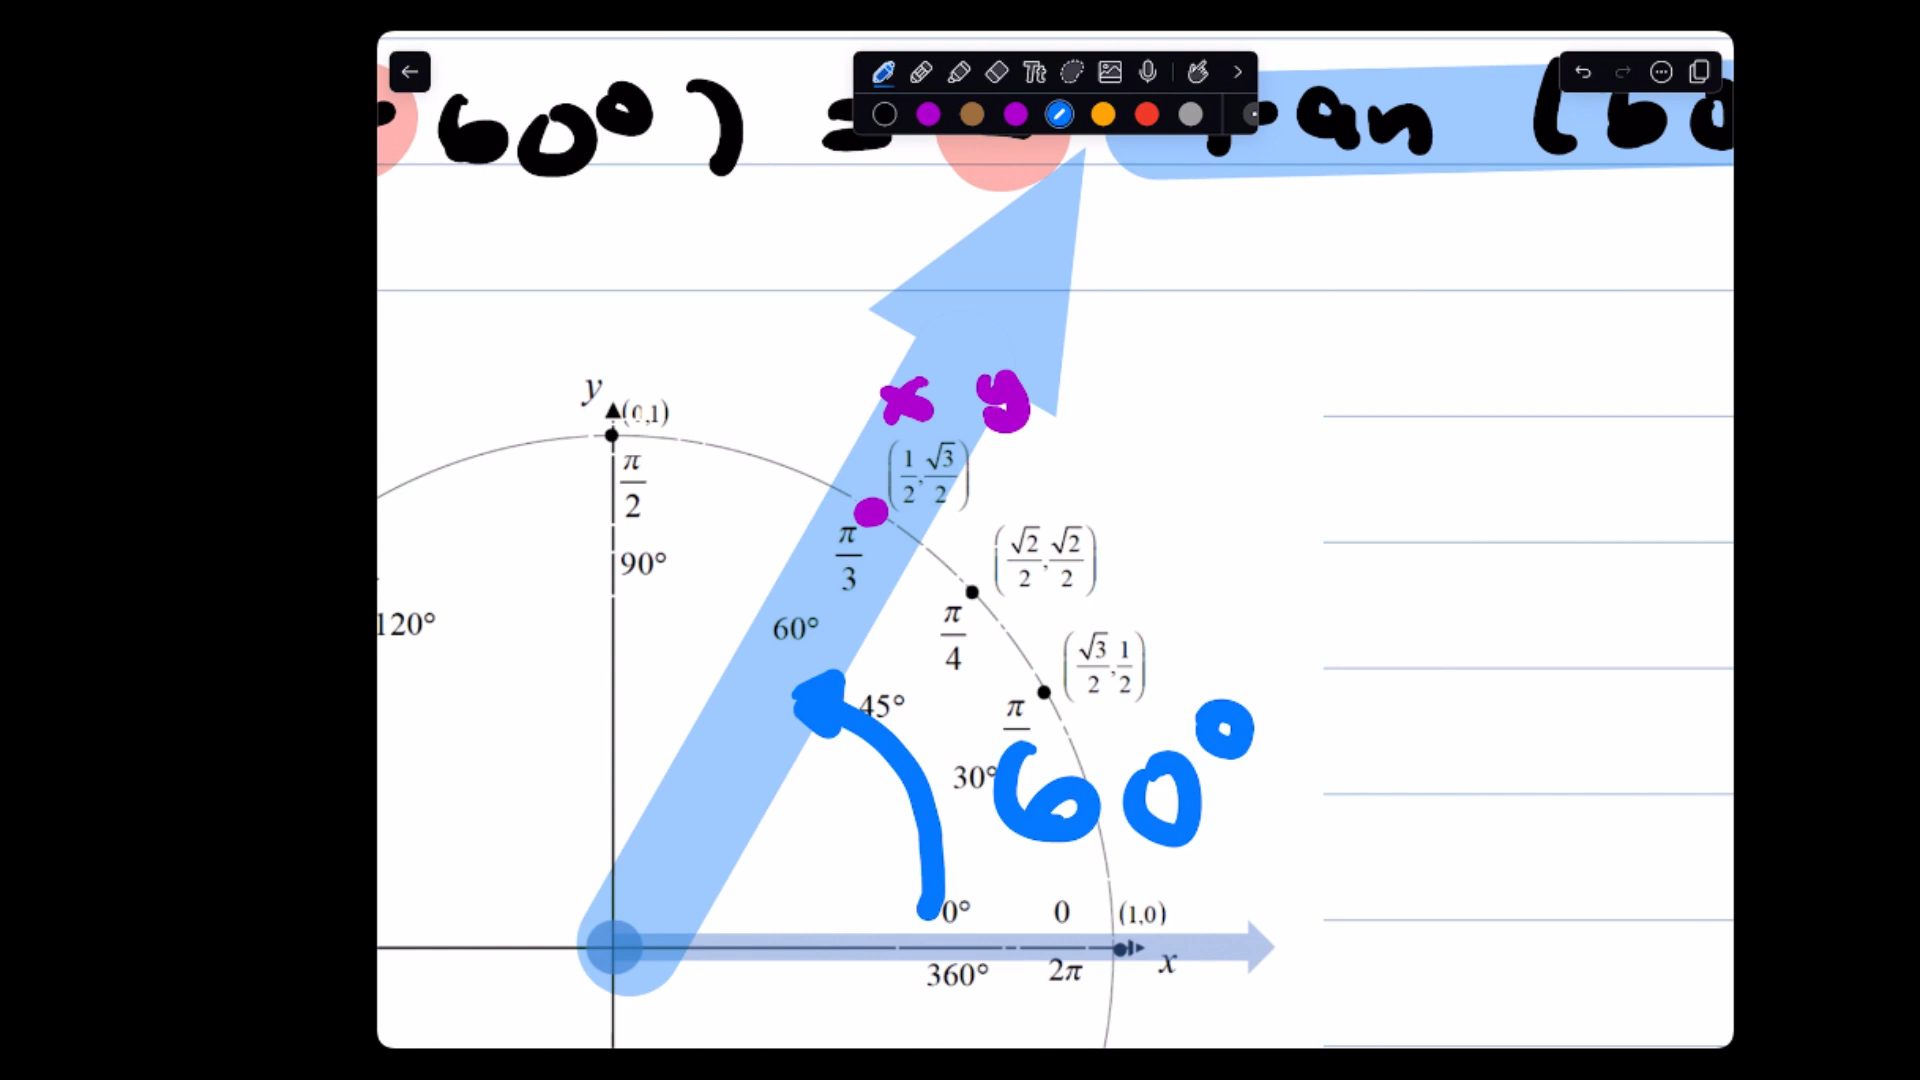 60°) = tan (60
Tt
x y
y
(0,1)
(1/2, √3/2)
π/2
π/3
(√2/2, √2/2)
90°
π/4
120°
60°
(√3/2, 1/2)
45°
π
30°
60°
0° 0 (1,0)
360° 2π x